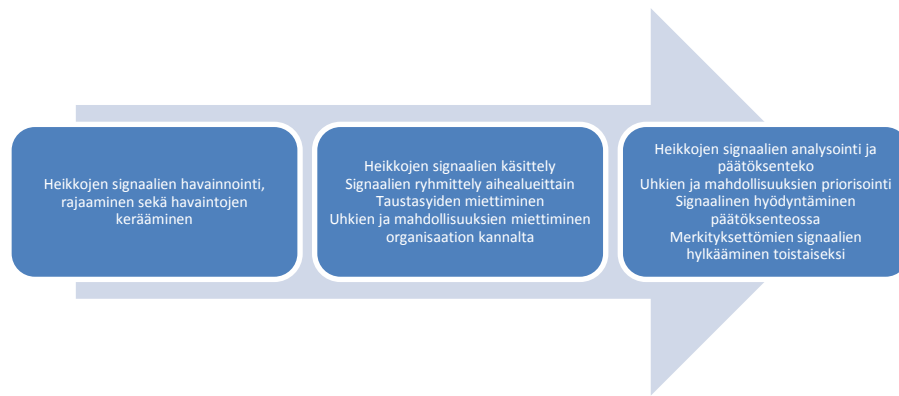 Heikkojen signaalien havainnointi,
rajaaminen sekä havaintojen
kerääminen
Heikkojen signaalien käsittely
Signaalien ryhmittely aihealueittain
Taustasyiden miettiminen
Uhkien ja mahdollisuuksien miettiminen
organisaation kannalta
Heikkojen signaalien analysointi ja
päätöksenteko
Uhkien ja mahdollisuuksien priorisointi
Signaalinen hyödyntäminen
päätöksenteossa
Merkityksettömien signaalien
hylkääminen toistaiseksi